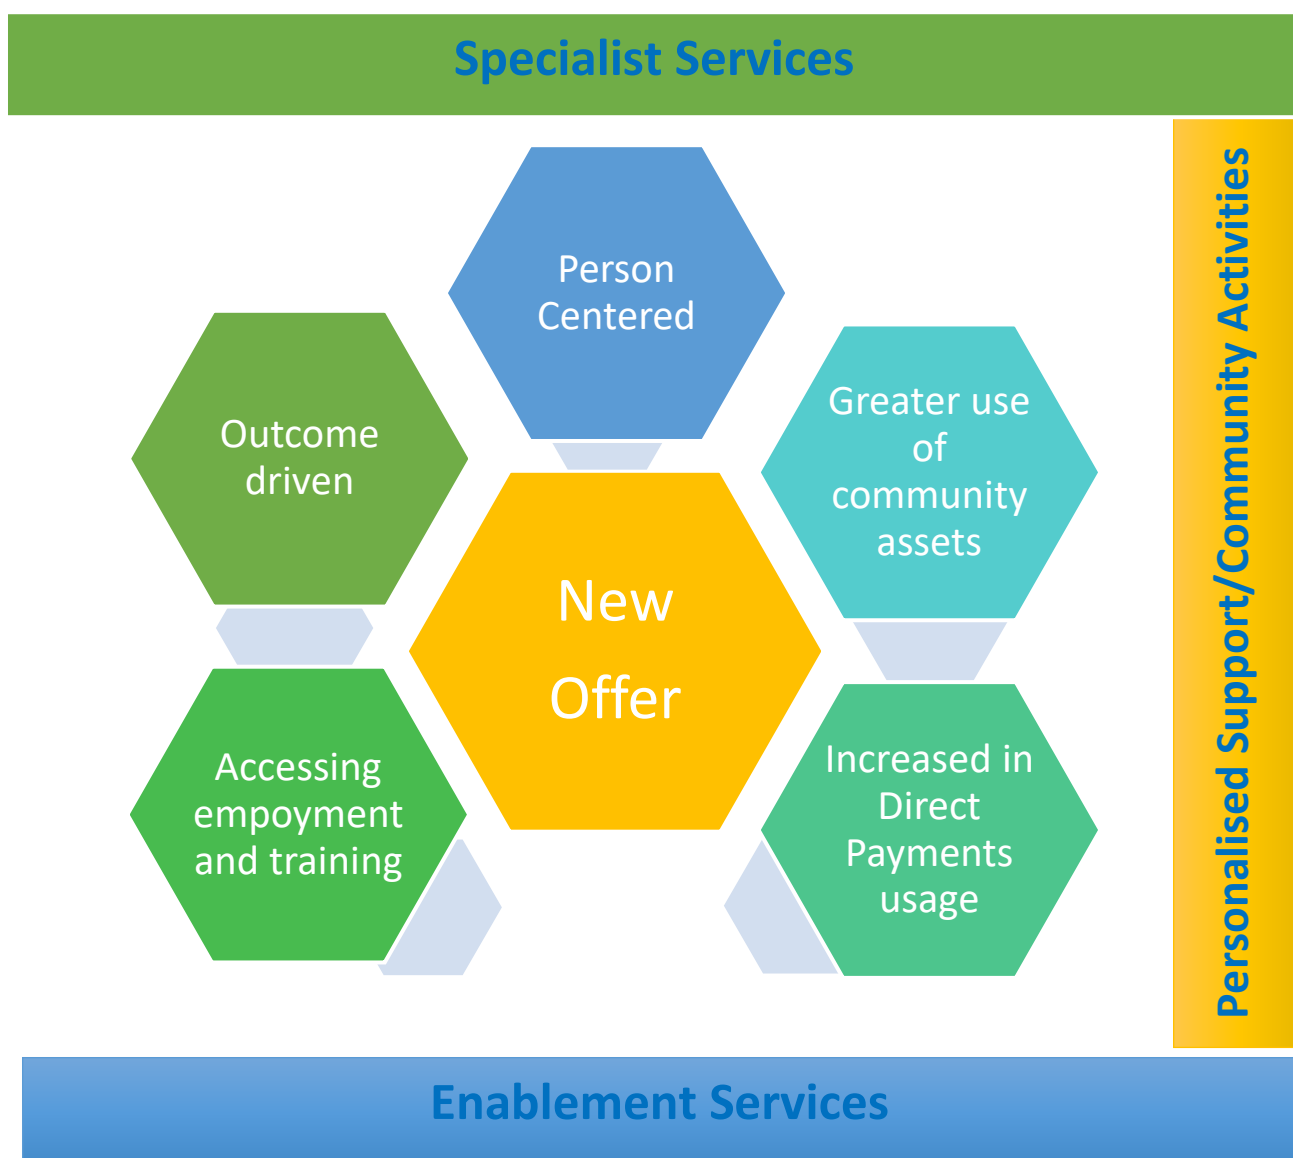 Specialist Services
Person
Centered
Greater use
of
community
assets
Outcome
driven
New
Offer
Accessing
empoyment
and training
Increased in
Direct
Payments
usage
Personalised Support/Community Activities
Enablement Services